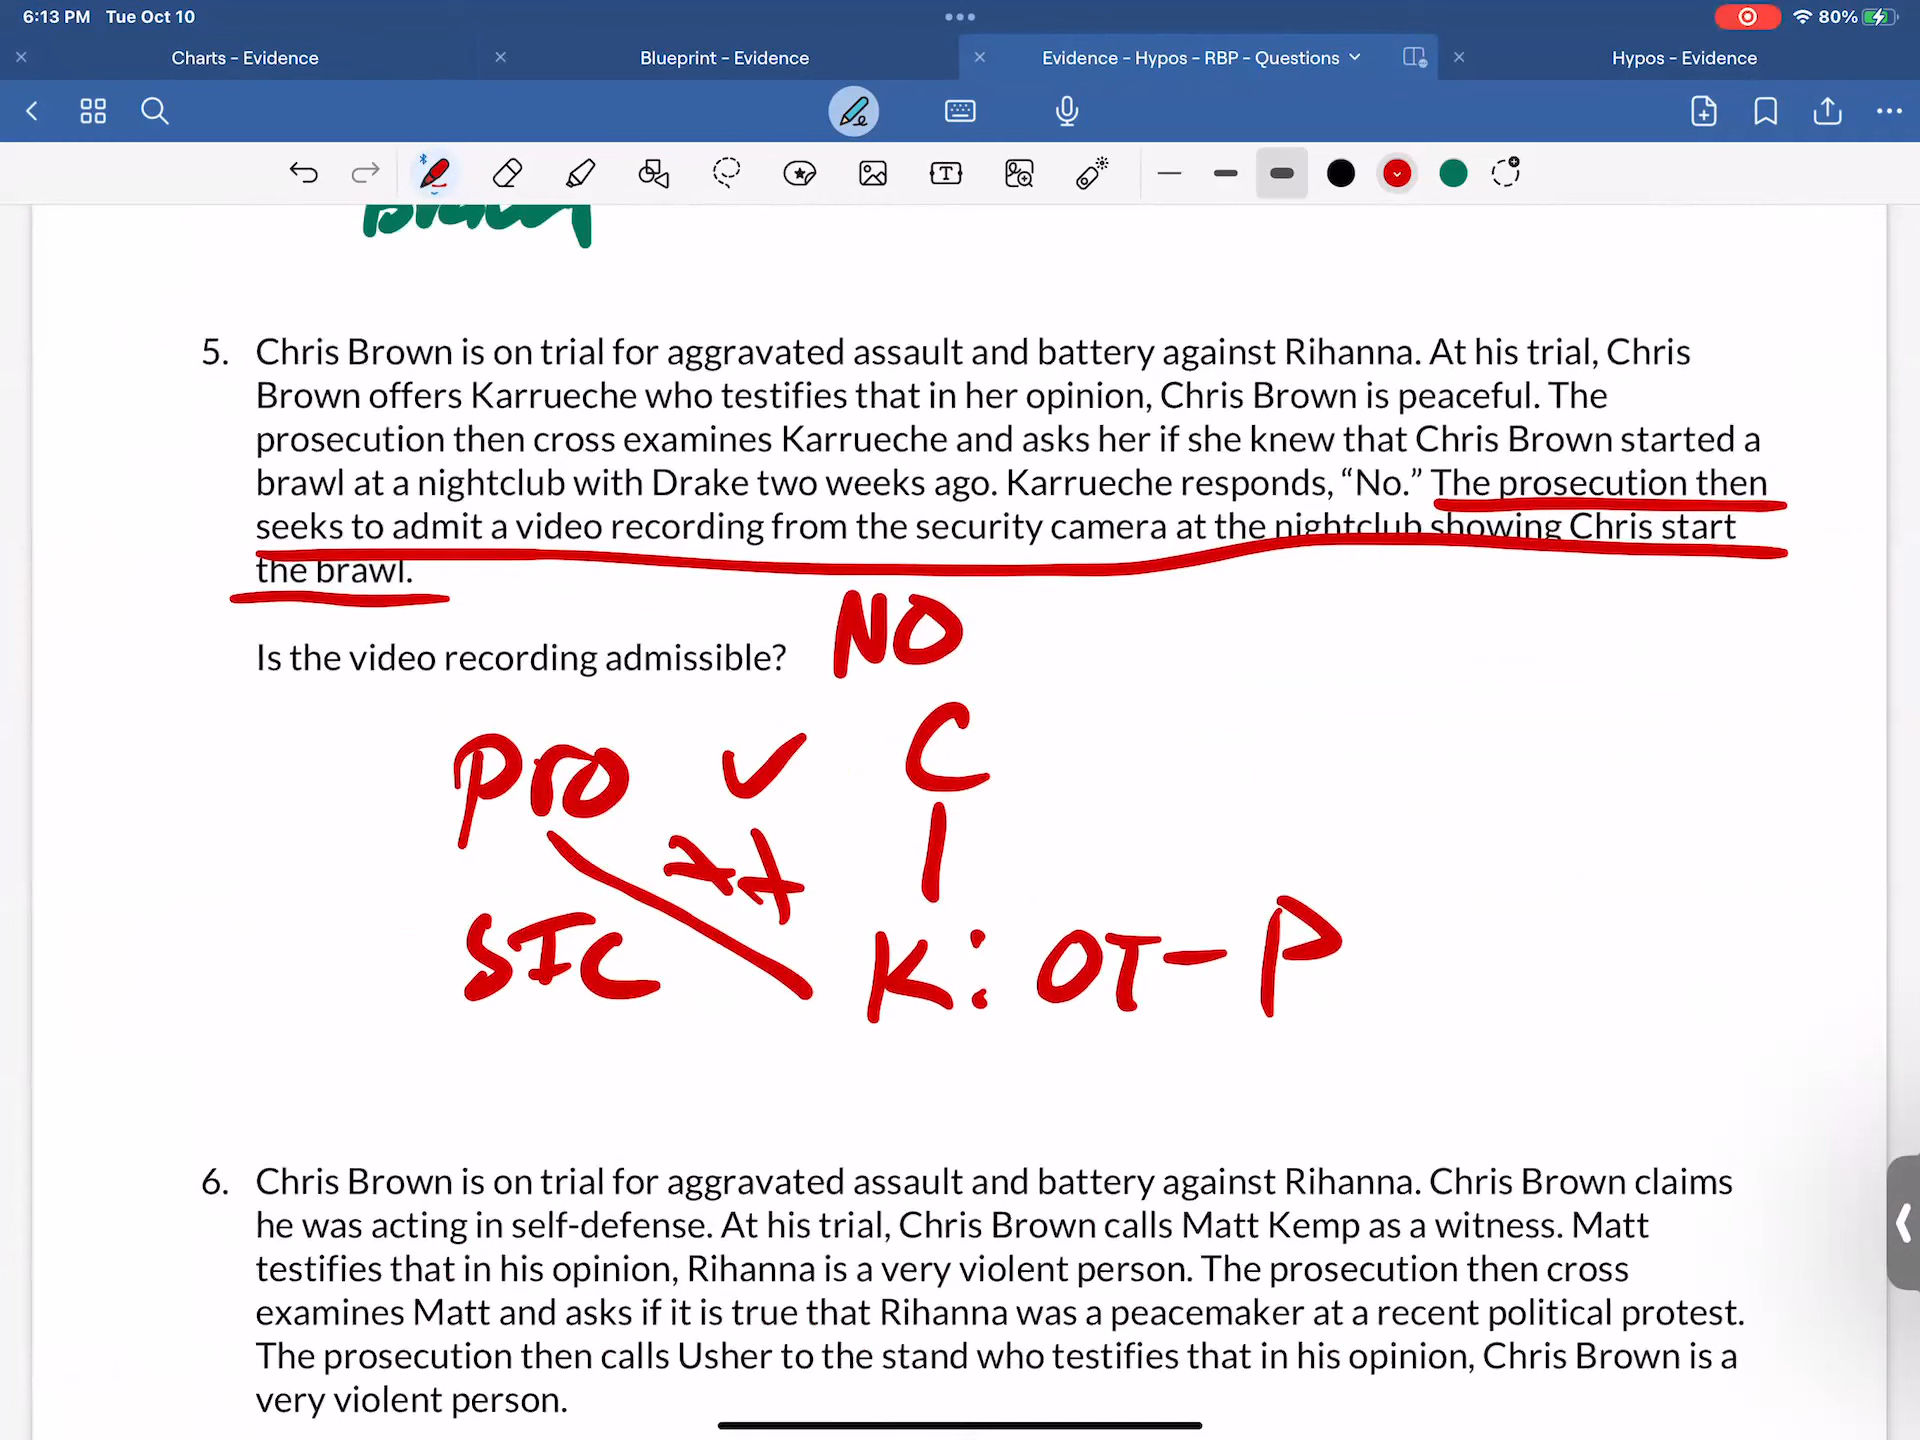 6:13 PM Tue Oct 10
80%
Charts - Evidence
Blueprint - Evidence
Evidence - Hypos - RBP - Questions
Hypos - Evidence
5. Chris Brown is on trial for aggravated assault and battery against Rihanna. At his trial, Chris
Brown offers Karrueche who testifies that in her opinion, Chris Brown is peaceful. The
prosecution then cross examines Karrueche and asks her if she knew that Chris Brown started a
brawl at a nightclub with Drake two weeks ago. Karrueche responds, “No.” The prosecution then
seeks to admit a video recording from the security camera at the nightclub showing Chris start
the brawl.
Is the video recording admissible? NO
Pro ✓ C
XX
SIC K: OT-P
6. Chris Brown is on trial for aggravated assault and battery against Rihanna. Chris Brown claims
he was acting in self-defense. At his trial, Chris Brown calls Matt Kemp as a witness. Matt
testifies that in his opinion, Rihanna is a very violent person. The prosecution then cross
examines Matt and asks if it is true that Rihanna was a peacemaker at a recent political protest.
The prosecution then calls Usher to the stand who testifies that in his opinion, Chris Brown is a
very violent person.